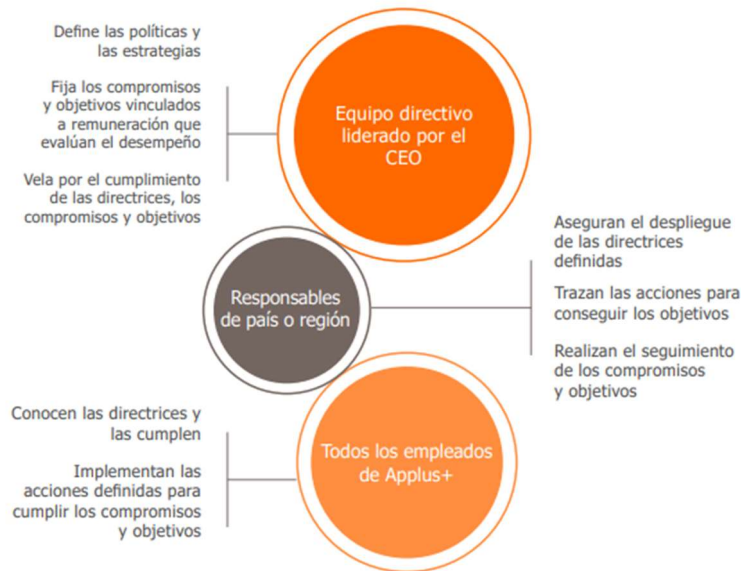 Define las políticas y
las estrategias
Fija los compromisos
y objetivos vinculados
a remuneración que
evalúan el desempeño
Vela por el cumplimiento
de las directrices, los
compromisos y objetivos
Equipo directivo
liderado por el
CEO
Responsables
de país o región
Aseguran el despliegue
de las directrices
definidas
Trazan las acciones para
conseguir los objetivos
Realizan el seguimiento
de los compromisos
y objetivos
Conocen las directrices y
las cumplen
Implementan las
acciones definidas para
cumplir los compromisos
y objetivos
Todos los empleados
de Applus+